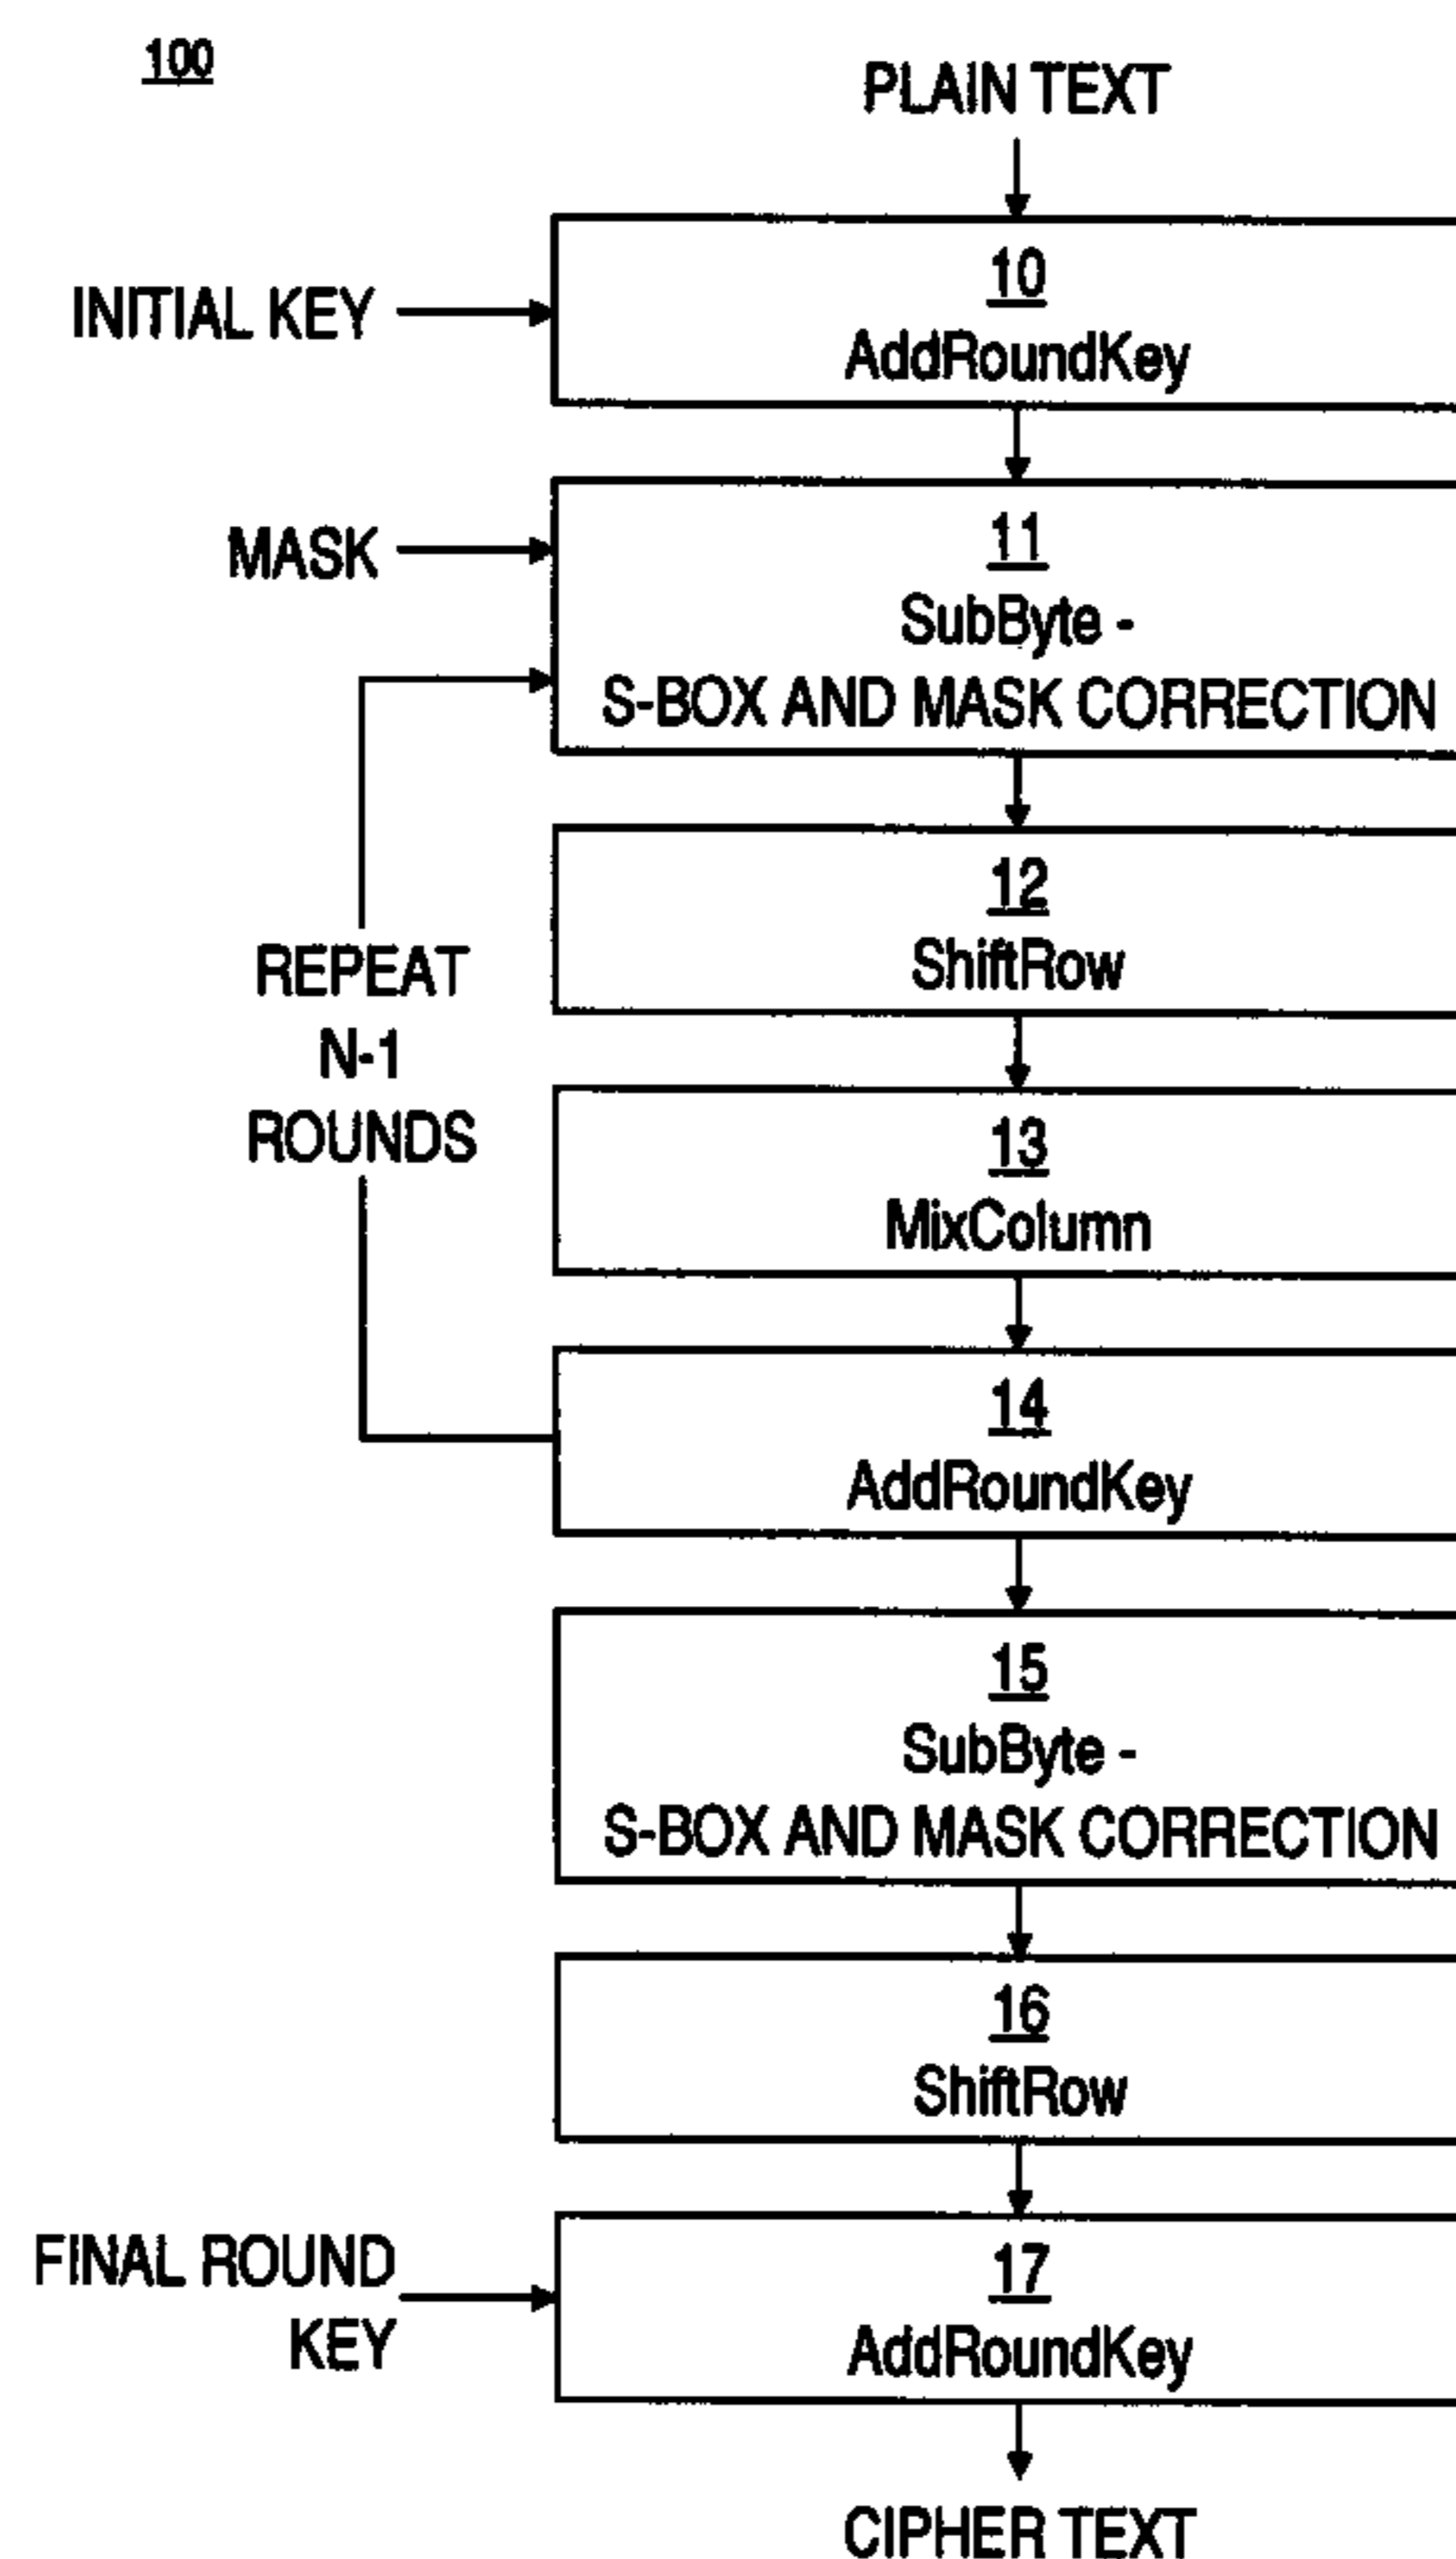 100
PLAIN TEXT
10
INITIAL KEY
AddRoundKey
11
MASK
SubByte -
S-BOX AND MASK CORRECTION
12
ShiftRow
REPEAT
N-1
ROUNDS
13
MixColumn
14
AddRoundKey
15
SubByte -
S-BOX AND MASK CORRECTION
16
ShiftRow
FINAL ROUND
KEY
17
AddRoundKey
CIPHER TEXT